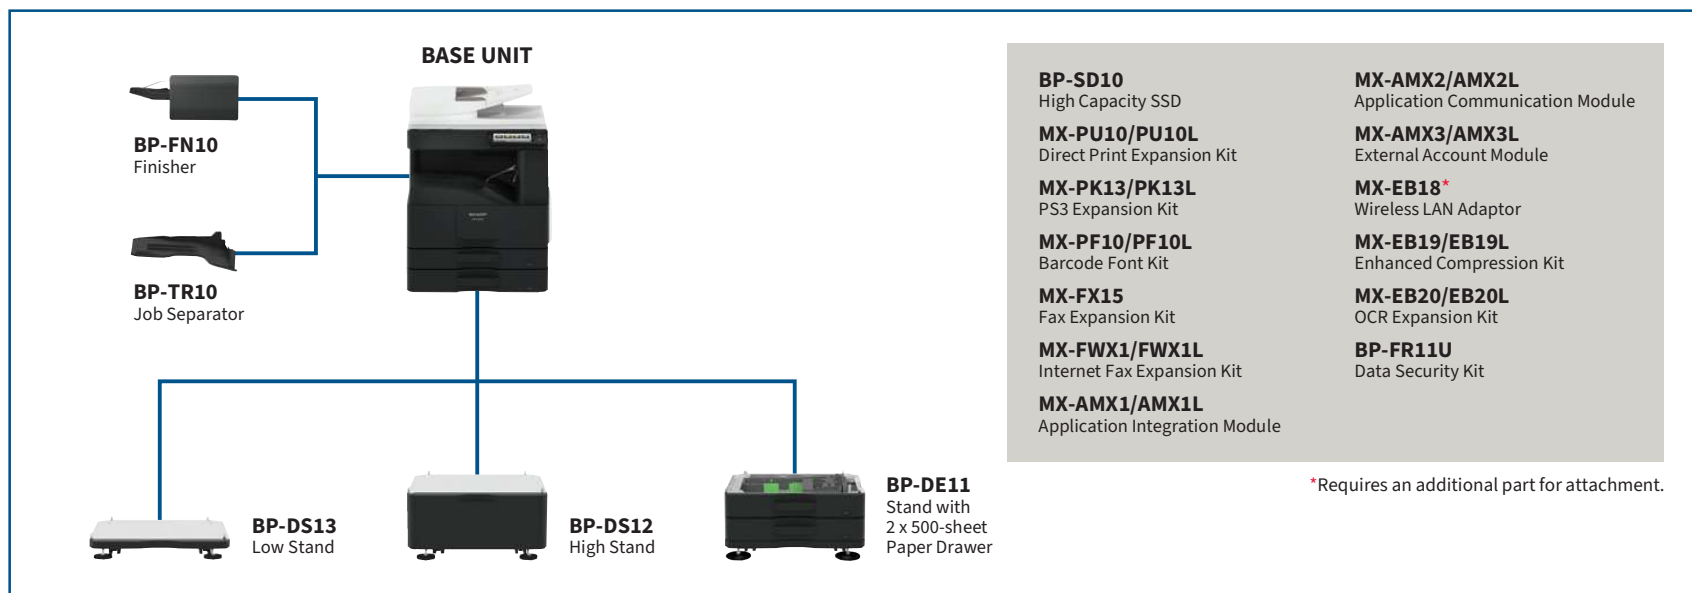 BASE UNIT
BP-FN10
Finisher
BP-TR10
Job Separator
BP-DS13
Low Stand
BP-DS12
High Stand
BP-DE11
Stand with
2 x 500-sheet
Paper Drawer
BP-SD10
High Capacity SSD
MX-PU10/PU10L
Direct Print Expansion Kit
MX-PK13/PK13L
PS3 Expansion Kit
MX-PF10/PF10L
Barcode Font Kit
MX-FX15
Fax Expansion Kit
MX-FWX1/FWX1L
Internet Fax Expansion Kit
MX-AMX1/AMX1L
Application Integration Module
MX-AMX2/AMX2L
Application Communication Module
MX-AMX3/AMX3L
External Account Module
MX-EB18*
Wireless LAN Adaptor
MX-EB19/EB19L
Enhanced Compression Kit
MX-EB20/EB20L
OCR Expansion Kit
BP-FR11U
Data Security Kit
*Requires an additional part for attachment.